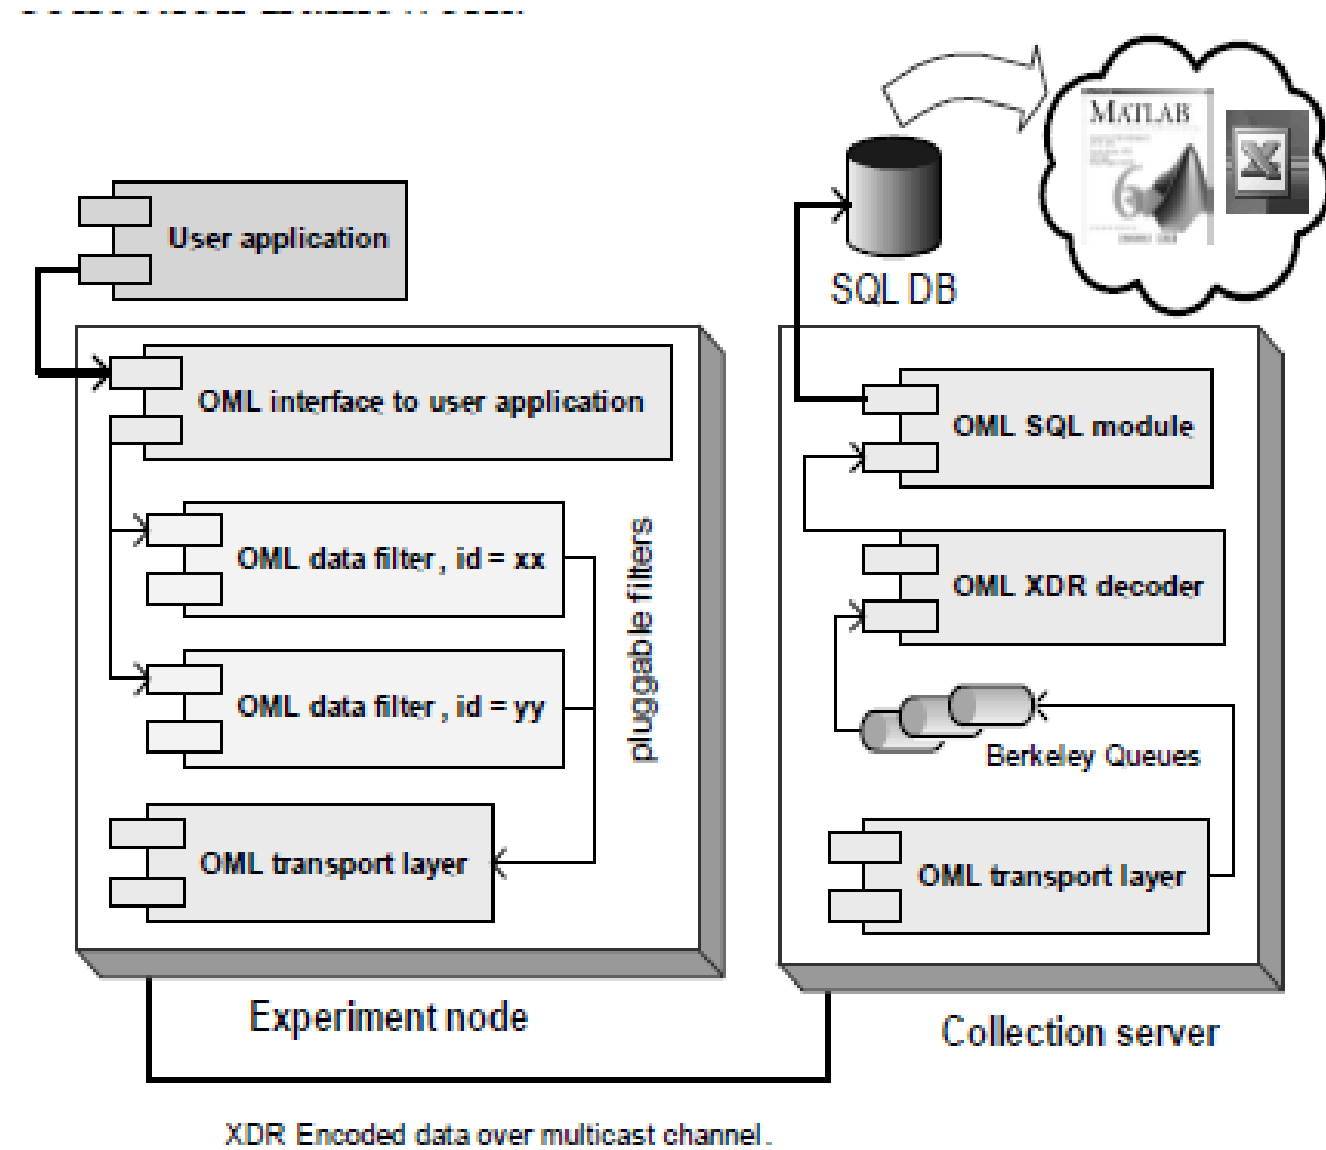 User application
OML interface to user application
OML data filter, id = xx
OML data filter, id = yy
pluggable filters
OML transport layer
Experiment node
MATLAB
6
SQL DB
OML SQL module
OML XDR decoder
Berkeley Queues
OML transport layer
Collection server
XDR Encoded data over multicast channel.